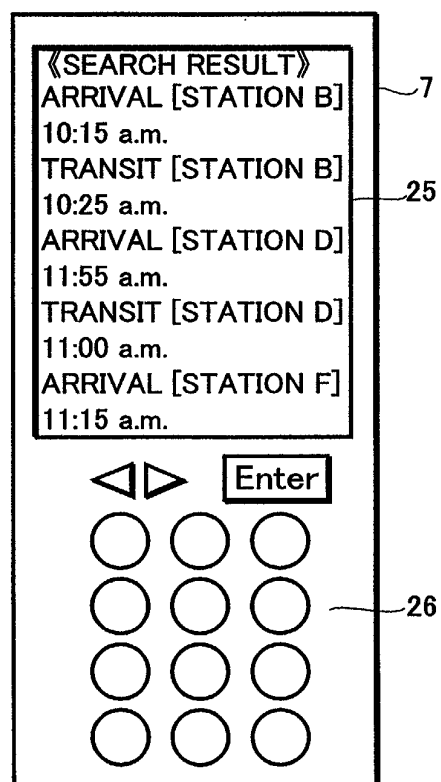 《SEARCH RESULT》
ARRIVAL [STATION B]
10:15 a.m.
TRANSIT [STATION B]
10:25 a.m.
ARRIVAL [STATION D]
11:55 a.m.
TRANSIT [STATION D]
11:00 a.m.
ARRIVAL [STATION F]
11:15 a.m.
Enter
7
25
26